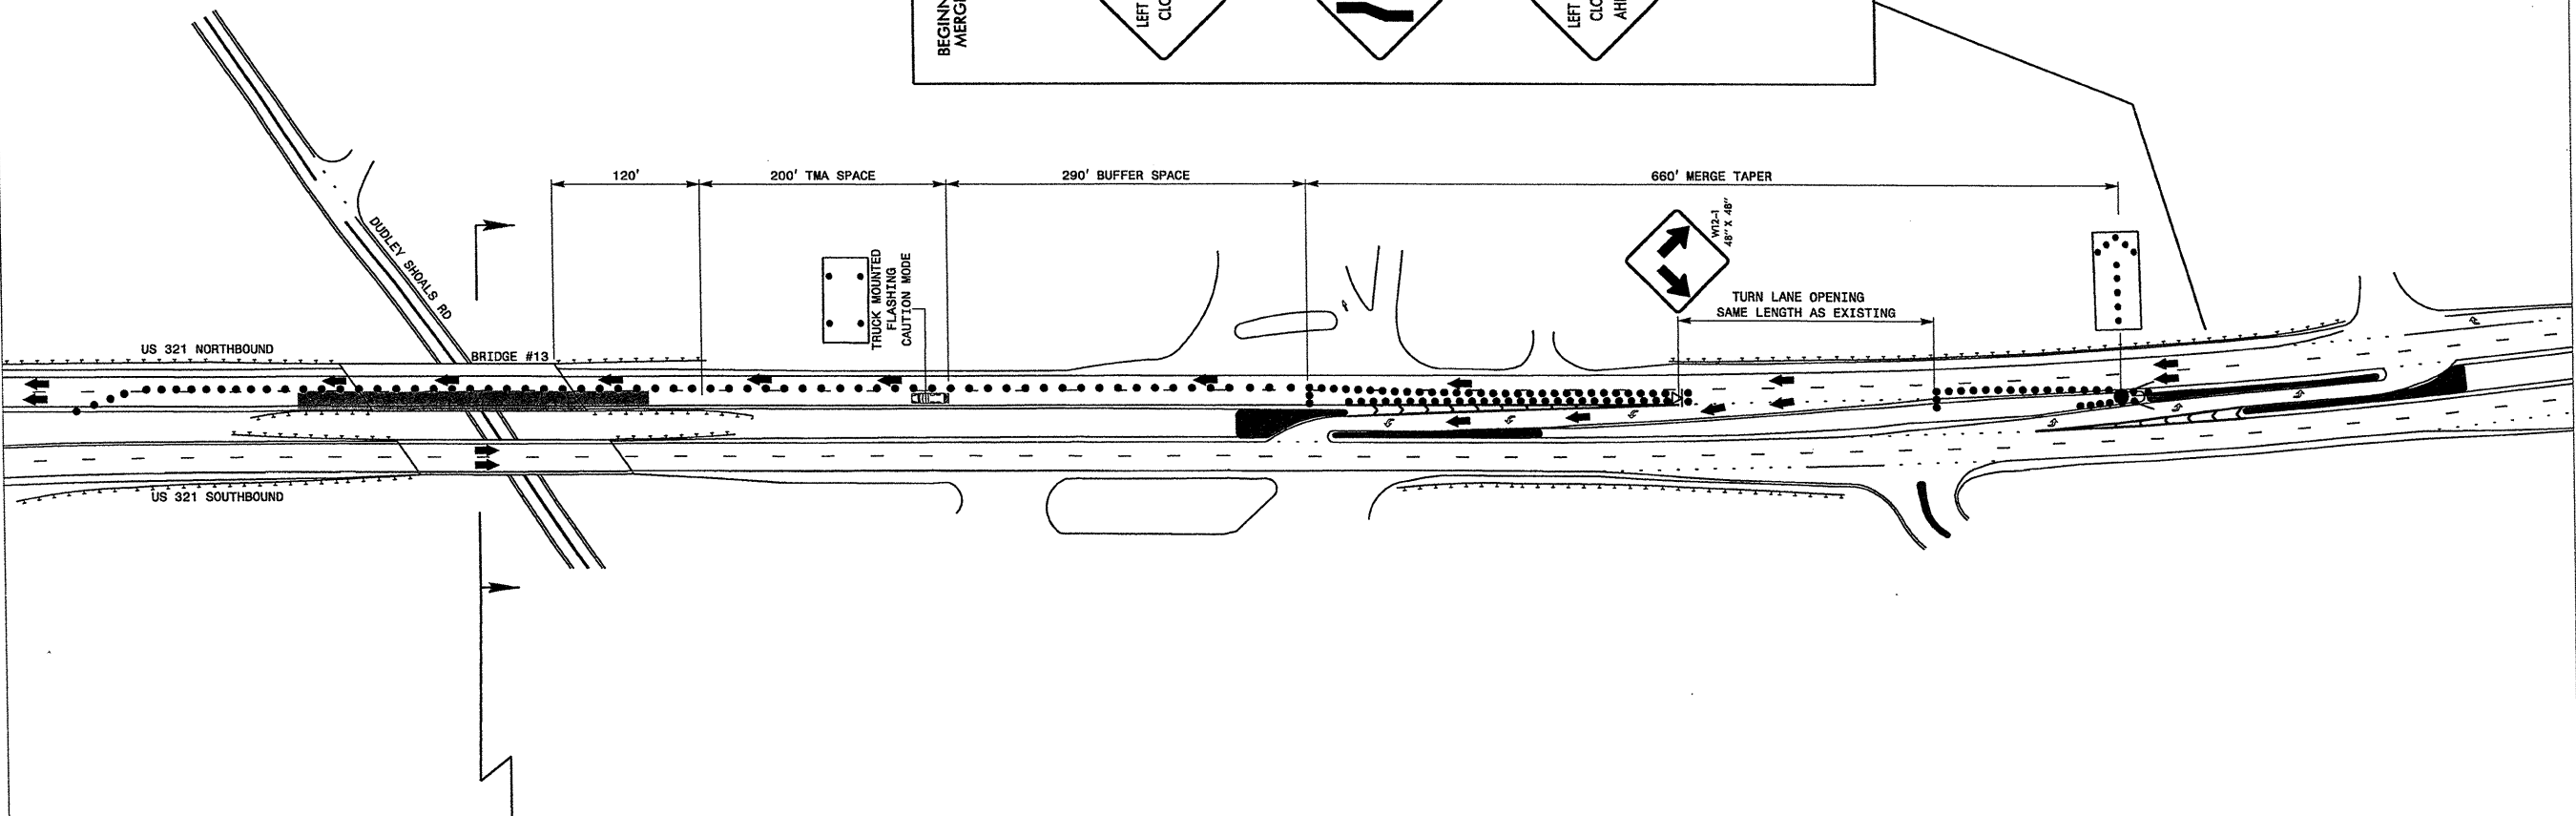 BEGINN
MERGE
LEFT
CLO
LEFT
CLO
AHE
120'
200' TMA SPACE
290' BUFFER SPACE
660' MERGE TAPER
DUDLEY SHOALS RD
TRUCK MOUNTED
FLASHING
CAUTION MODE
W12-1
48" X 48"
TURN LANE OPENING
SAME LENGTH AS EXISTING
US 321 NORTHBOUND
BRIDGE #13
US 321 SOUTHBOUND